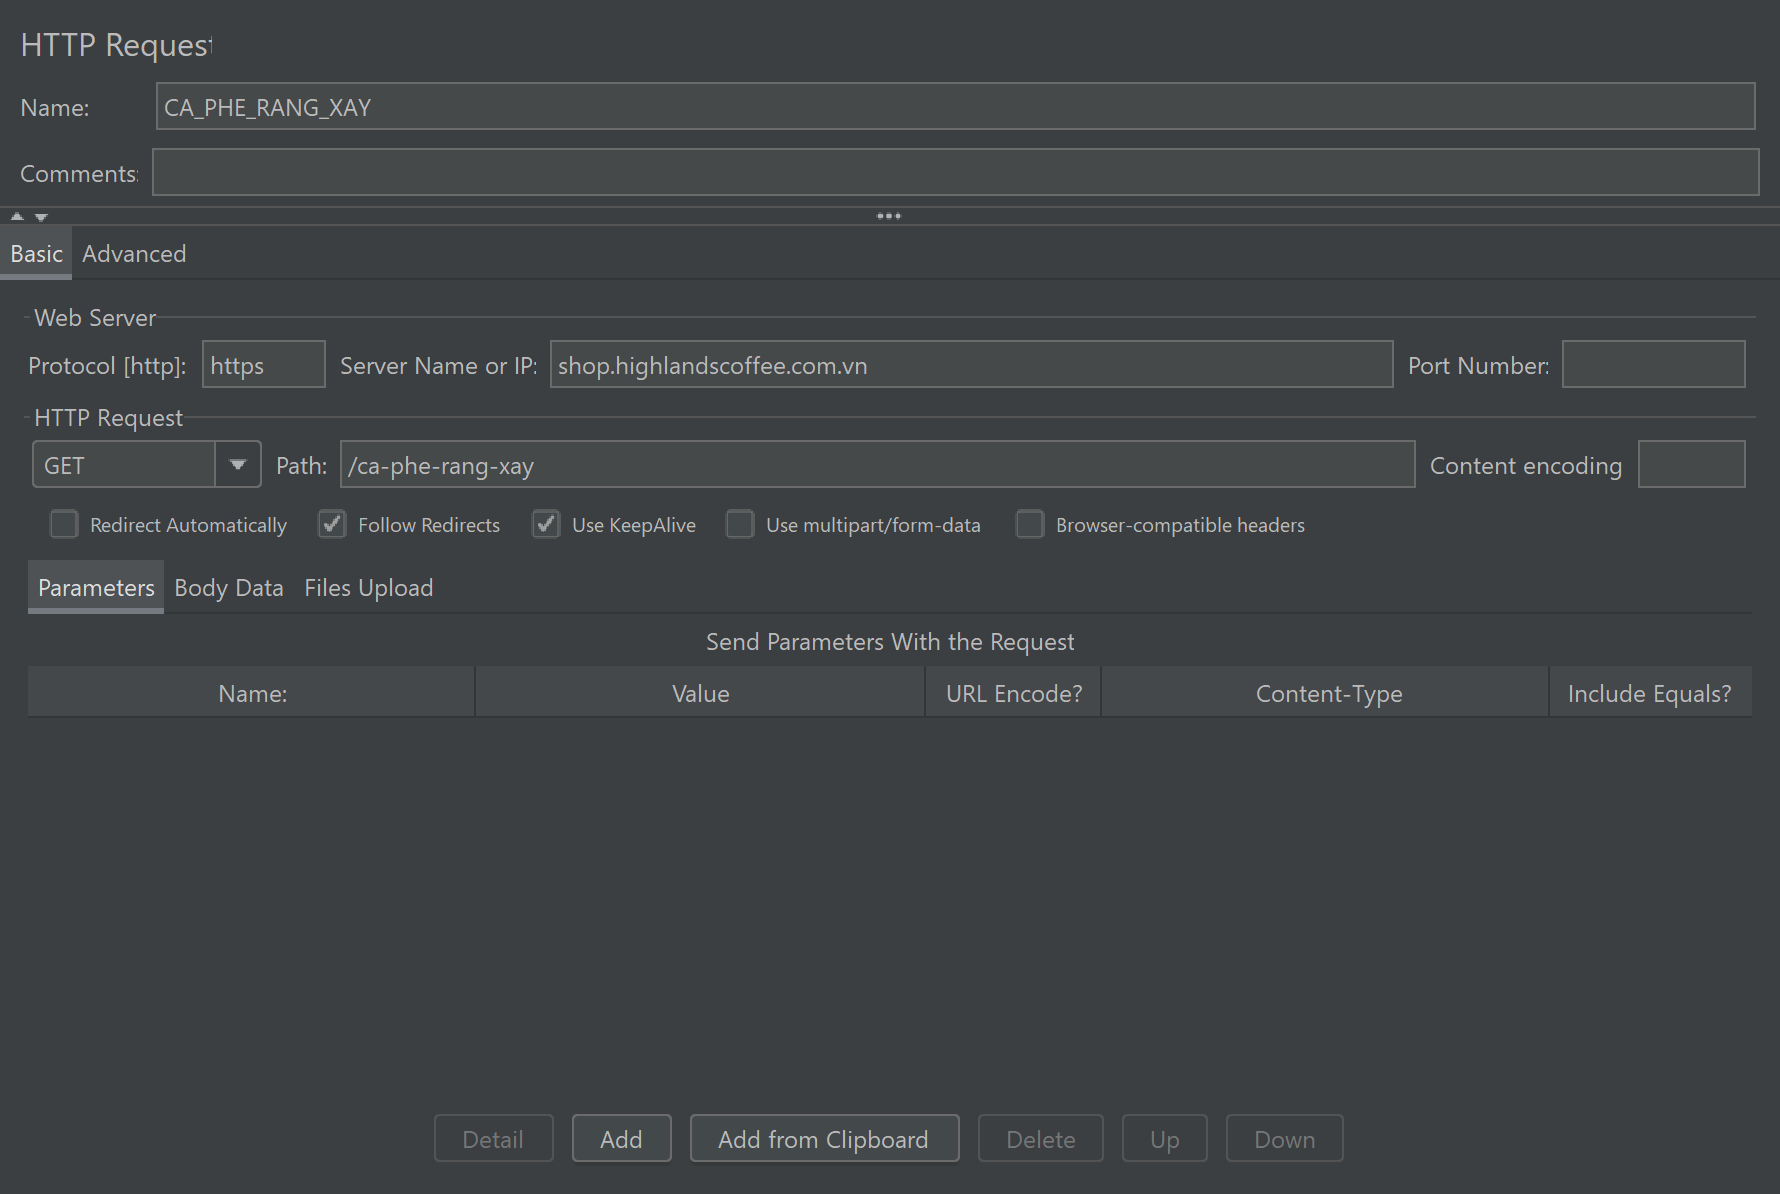 HTTP Request
Name: CA_PHE_RANG_XAY
Comments:
Basic Advanced
Web Server
Protocol [http]: https Server Name or IP: shop.highlandscoffee.com.vn Port Number:
HTTP Request
GET Path: /ca-phe-rang-xay Content encoding
Redirect Automatically Follow Redirects Use KeepAlive Use multipart/form-data Browser-compatible headers
Parameters Body Data Files Upload
Send Parameters With the Request
Name: Value URL Encode? Content-Type Include Equals?
Detail Add Add from Clipboard Delete Up Down